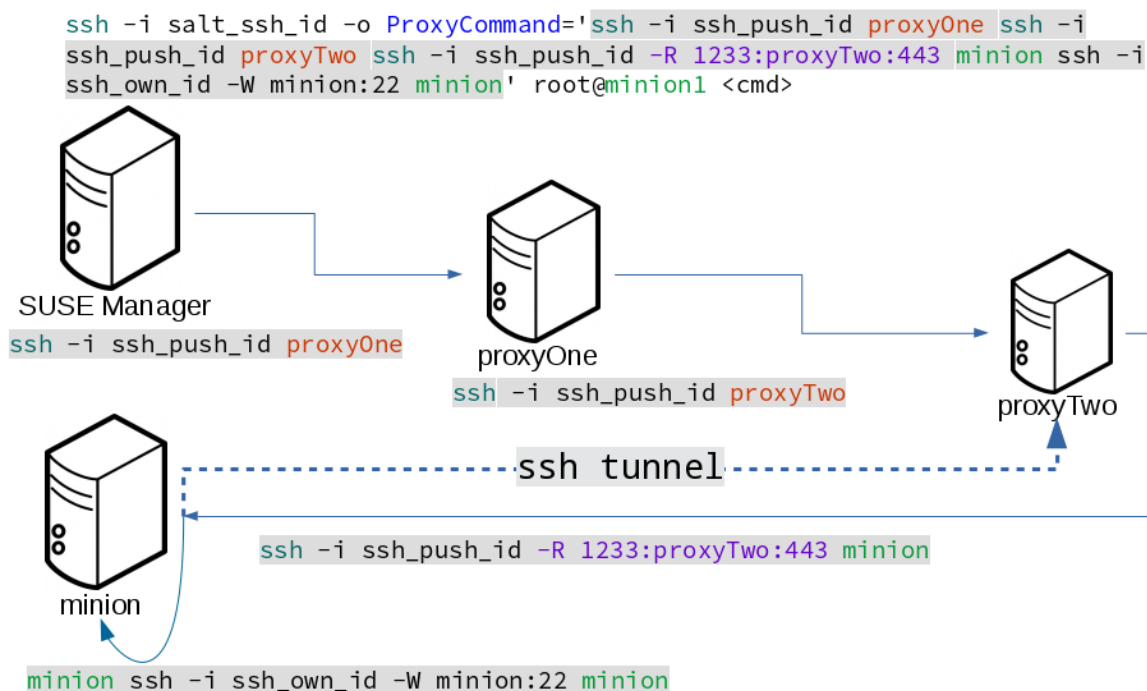 ssh -i salt_ssh_id -o ProxyCommand='ssh -i ssh_push_id proxyOne ssh -i
ssh_push_id proxyTwo ssh -i ssh_push_id -R 1233:proxyTwo:443 minion ssh -i
ssh_own_id -W minion:22 minion' root@minion1 <cmd>
SUSE Manager
ssh -i ssh_push_id proxyOne
proxyOne
ssh -i ssh_push_id proxyTwo
proxyTwo
ssh tunnel
ssh -i ssh_push_id -R 1233:proxyTwo:443 minion
minion
minion ssh -i ssh_own_id -W minion:22 minion